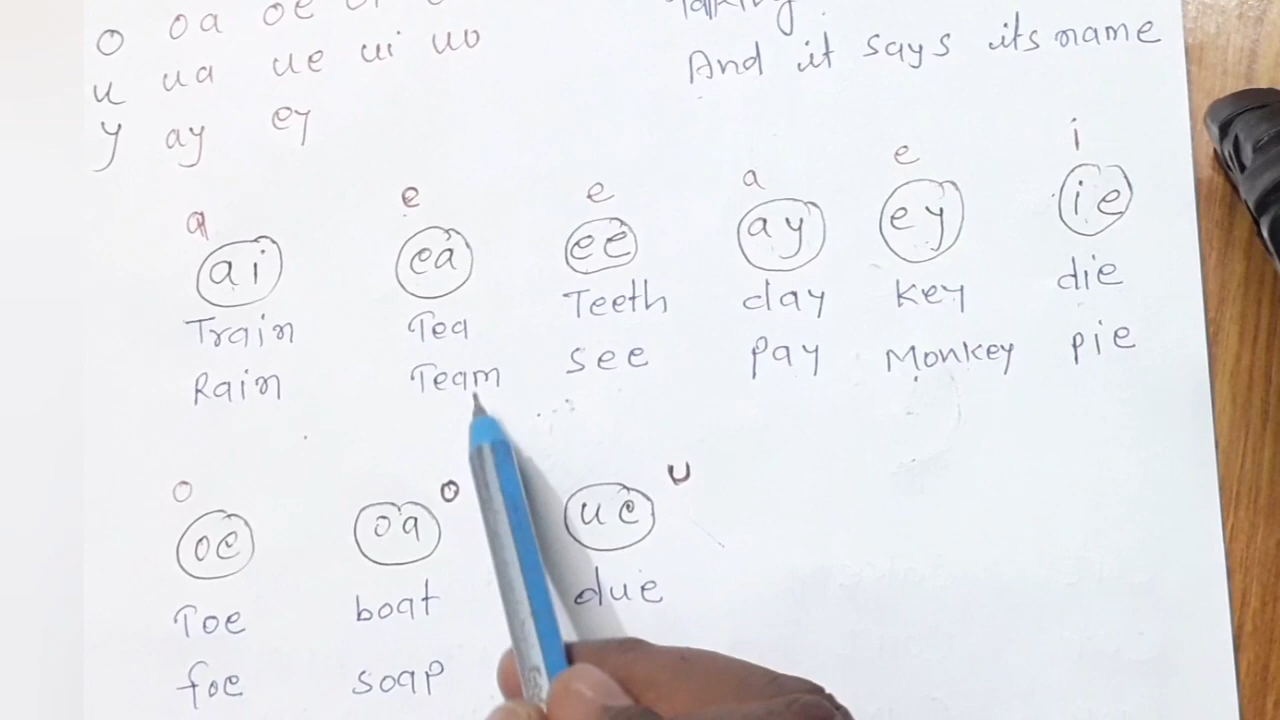 o oa oe
Talking
u ua ue ui uo
And it says its name
y ay ey
a e e a e i
ai ea ee ay ey ie
Train Tea Teeth clay key die
Rain Team see pay Monkey pie
o o u
oe oa ue
Toe boat due
foe soap